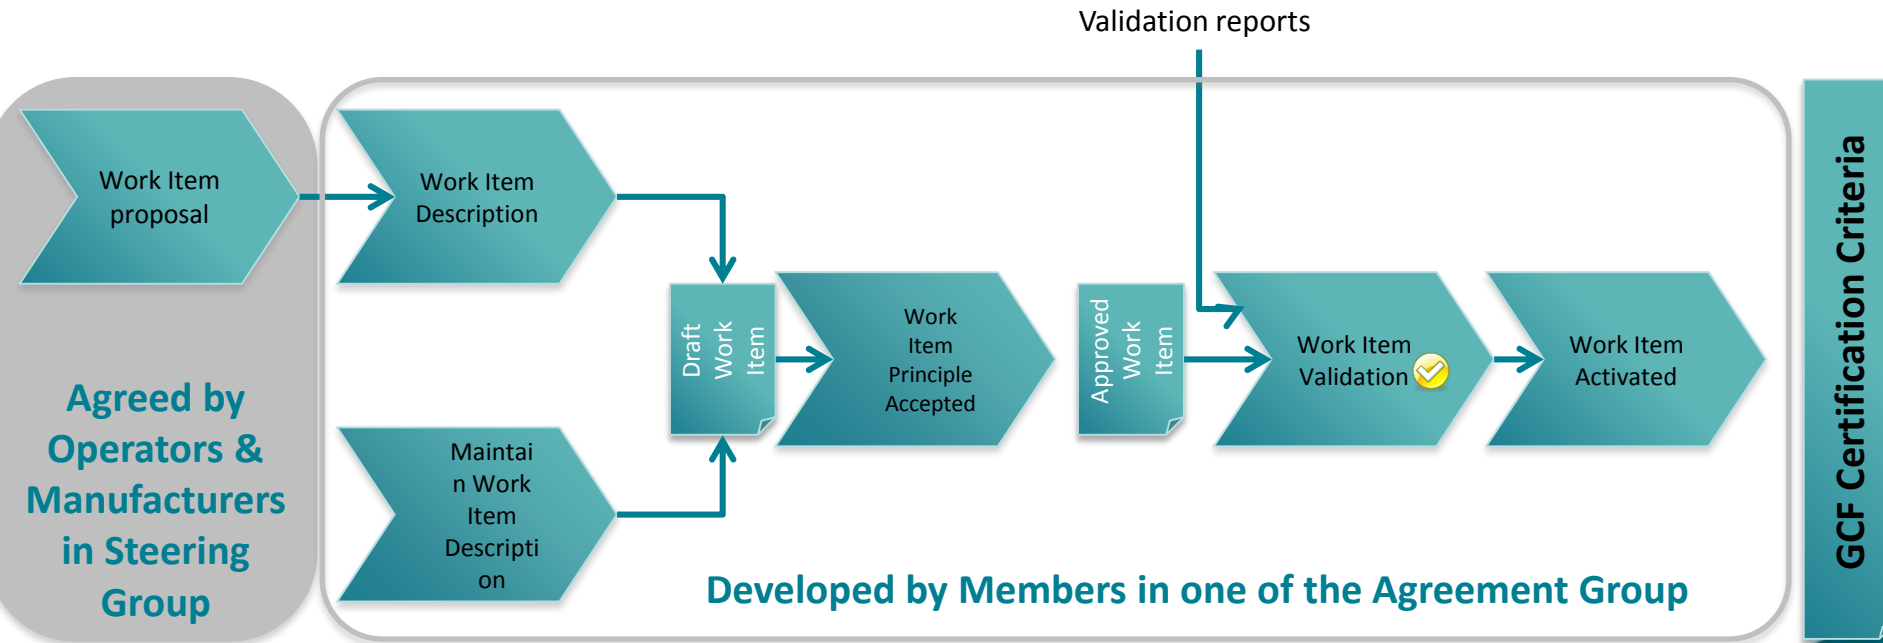 Validation reports
Work Item
proposal
Agreed by
Operators &
Manufacturers
in Steering
Group
Work Item
Description
Maintai
n Work
Item
Descripti
on
Draft
Work
Item
Work
Item
Principle
Accepted
Approved
Work
Item
Work Item
Validation
Work Item
Activated
Developed by Members in one of the Agreement Group
GCF Certification Criteria